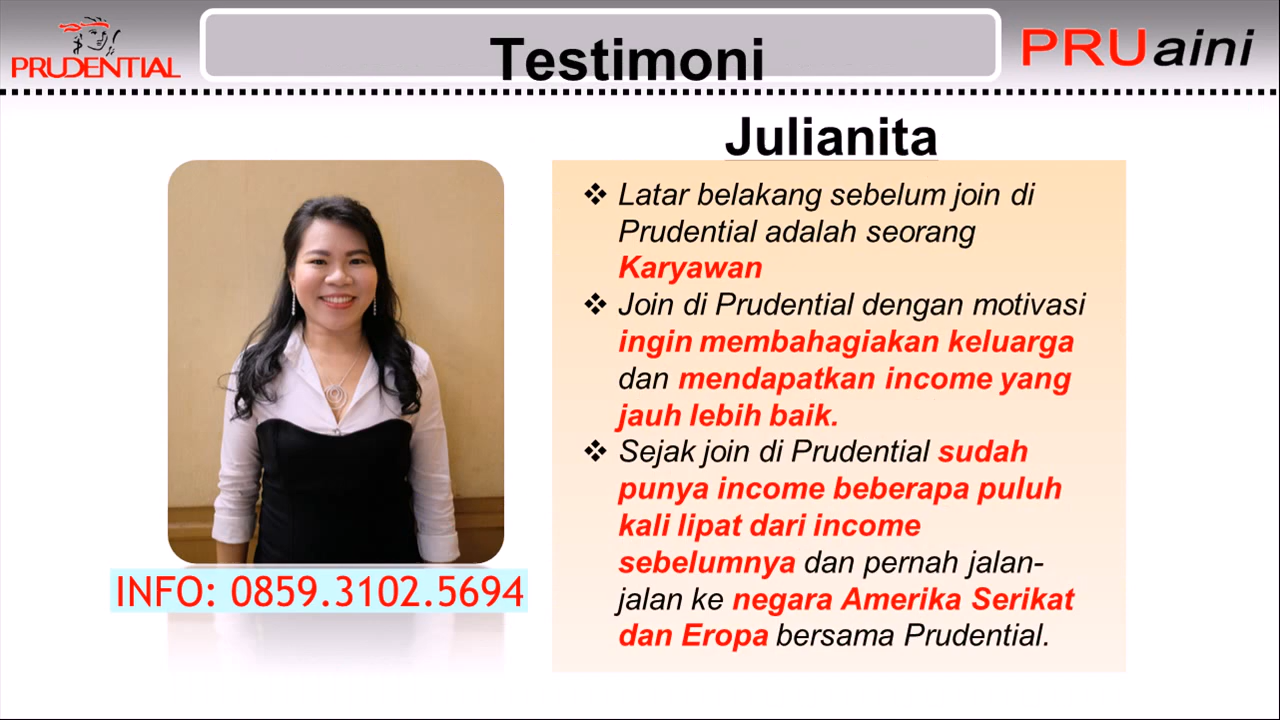 PRUDENTIAL
Testimoni
PRUaini
Julianita
❖ Latar belakang sebelum join di
Prudential adalah seorang
Karyawan
❖ Join di Prudential dengan motivasi
ingin membahagiakan keluarga
dan mendapatkan income yang
jauh lebih baik.
❖ Sejak join di Prudential sudah
punya income beberapa puluh
kali lipat dari income
sebelumnya dan pernah jalan-
jalan ke negara Amerika Serikat
dan Eropa bersama Prudential.
INFO: 0859.3102.5694